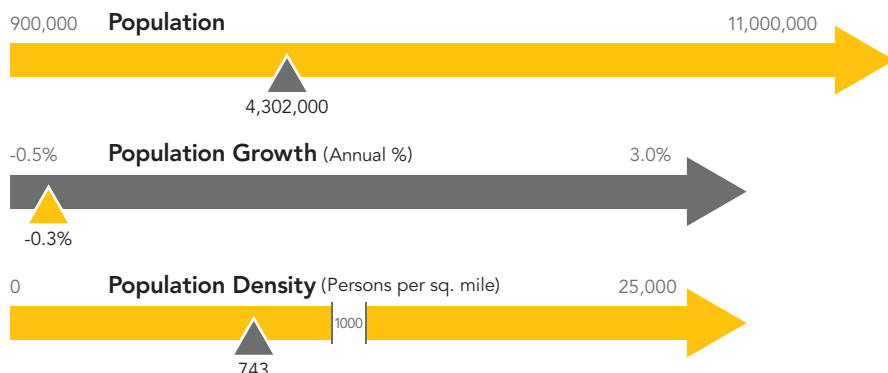 900,000 Population 11,000,000
4,302,000
-0.5% Population Growth (Annual %) 3.0%
-0.3%
0 Population Density (Persons per sq. mile) 25,000
1000
743